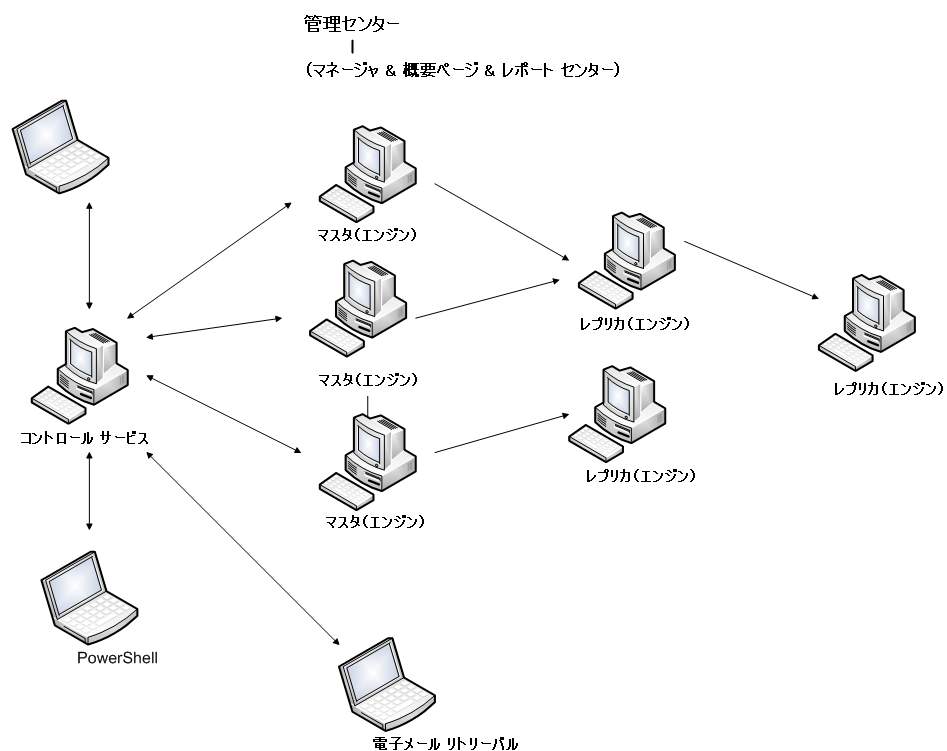 管理センター
(マネージャ & 概要ページ & レポート センター)
マスタ(エンジン)
レプリカ(エンジン)
マスタ(エンジン)
レプリカ(エンジン)
コントロール サービス
レプリカ(エンジン)
マスタ(エンジン)
PowerShell
電子メール リトリーバル